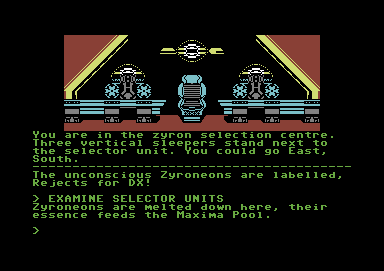 You are in the zyron selection centre.
Three vertical sleepers stand next to
the selector unit. You could go East,
South.
The unconscious Zyroneons are labelled,
Rejects for DX!
> EXAMINE SELECTOR UNITS
Zyroneons are melted down here, their
essence feeds the Maxima Pool.
>